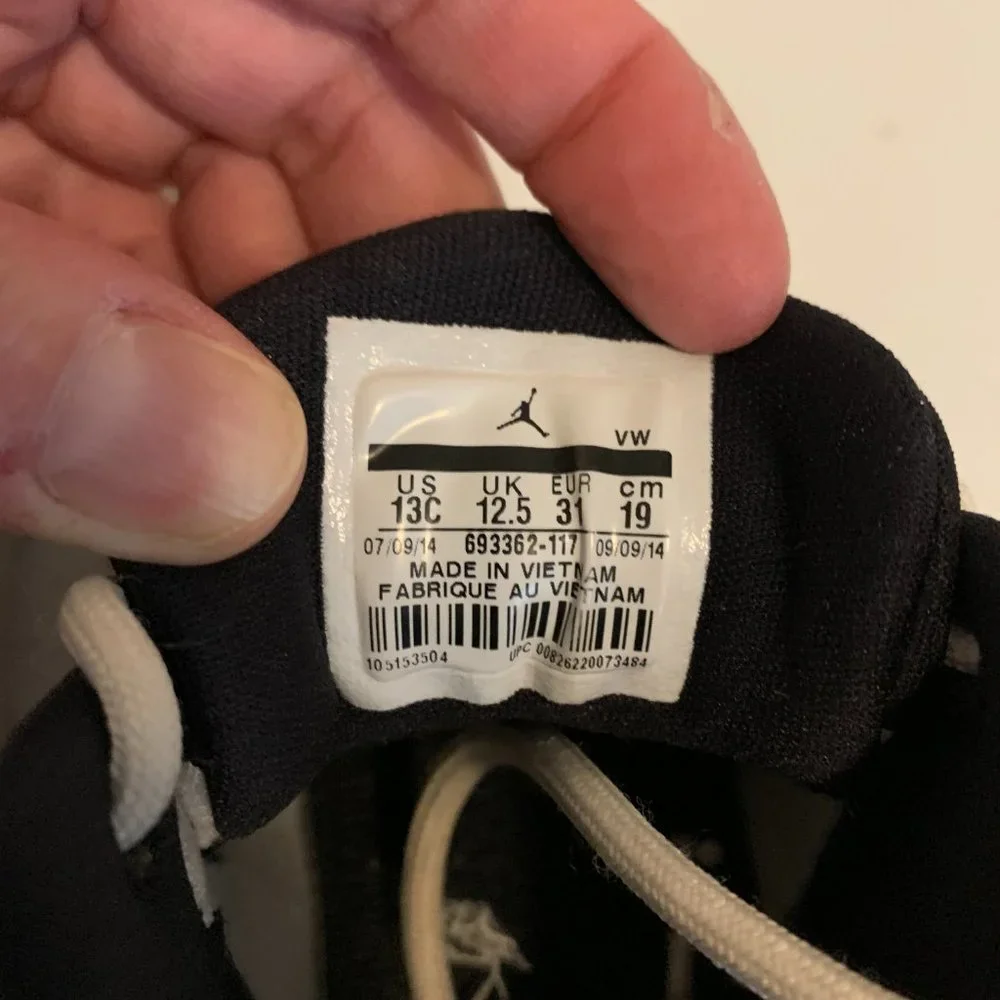 VW
US UK EUR cm
13C 12.5 31 19
07/09/14 693362-117 09/09/14
MADE IN VIETNAM
FABRIQUE AU VIETNAM
105153504 UPC 00826220073484